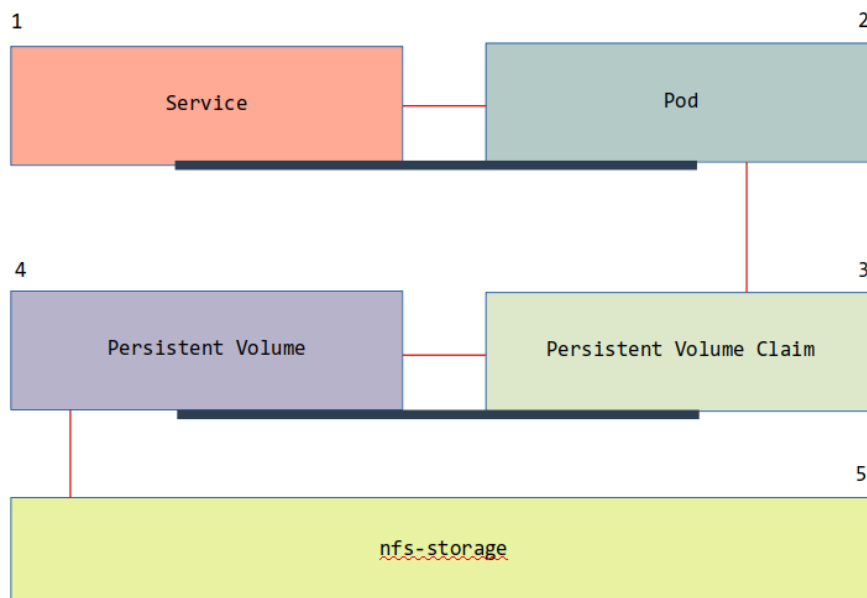 1
2
Service
Pod
4
3
Persistent Volume
Persistent Volume Claim
5
nfs-storage